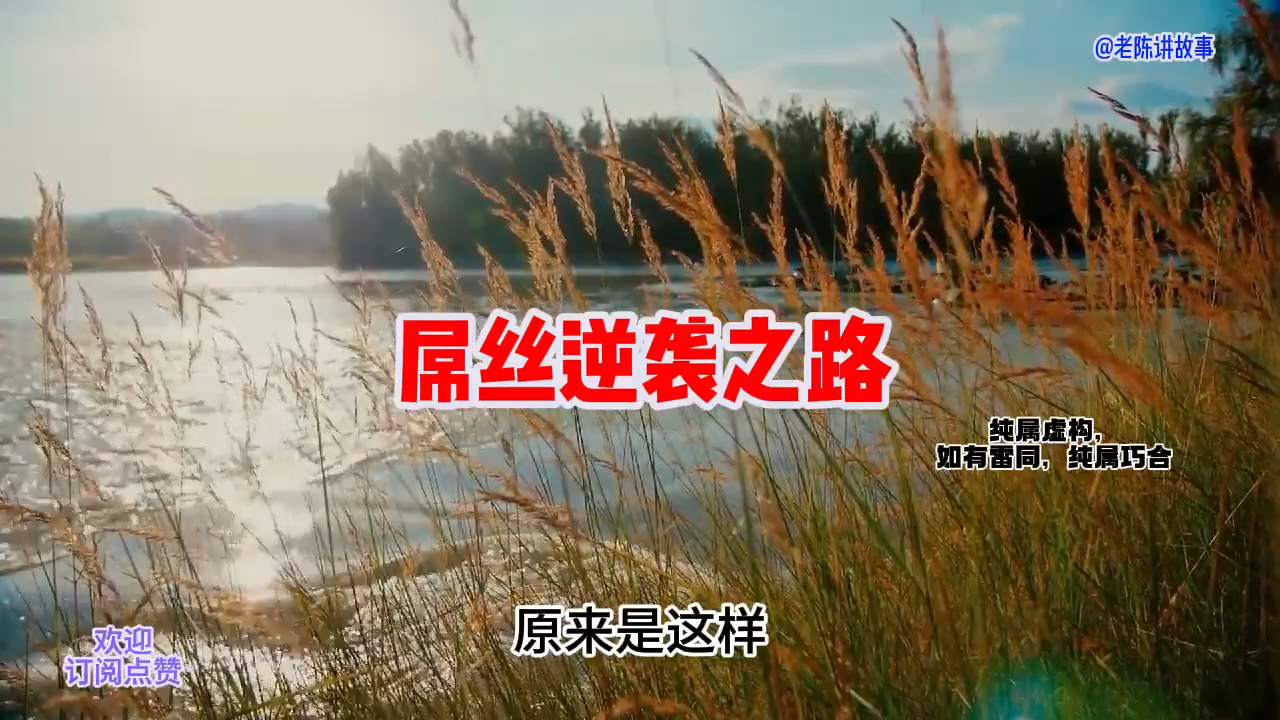 @老陈讲故事
屌丝逆袭之路
纯属虚构，
如有雷同，纯属巧合
原来是这样
欢迎
订阅点赞